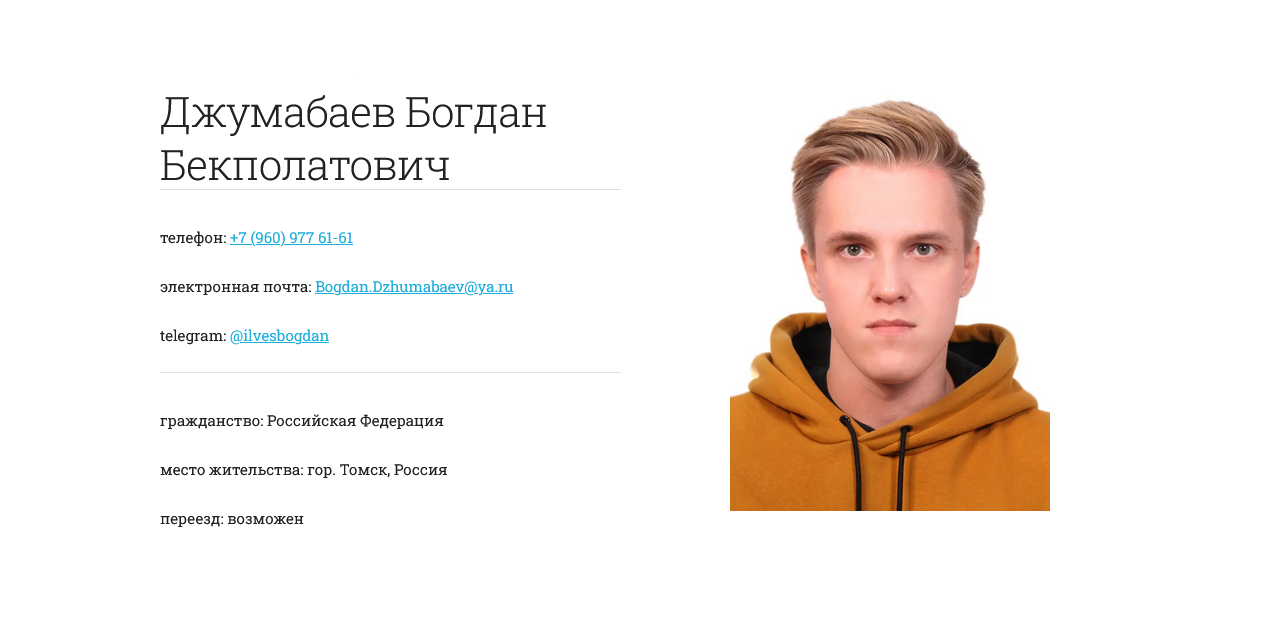 Джумабаев Богдан
Бекполатович
телефон: +7 (960) 977 61-61
электронная почта: Bogdan.Dzhumabaev@ya.ru
telegram: @ilvesbogdan
гражданство: Российская Федерация
место жительства: гор. Томск, Россия
переезд: возможен